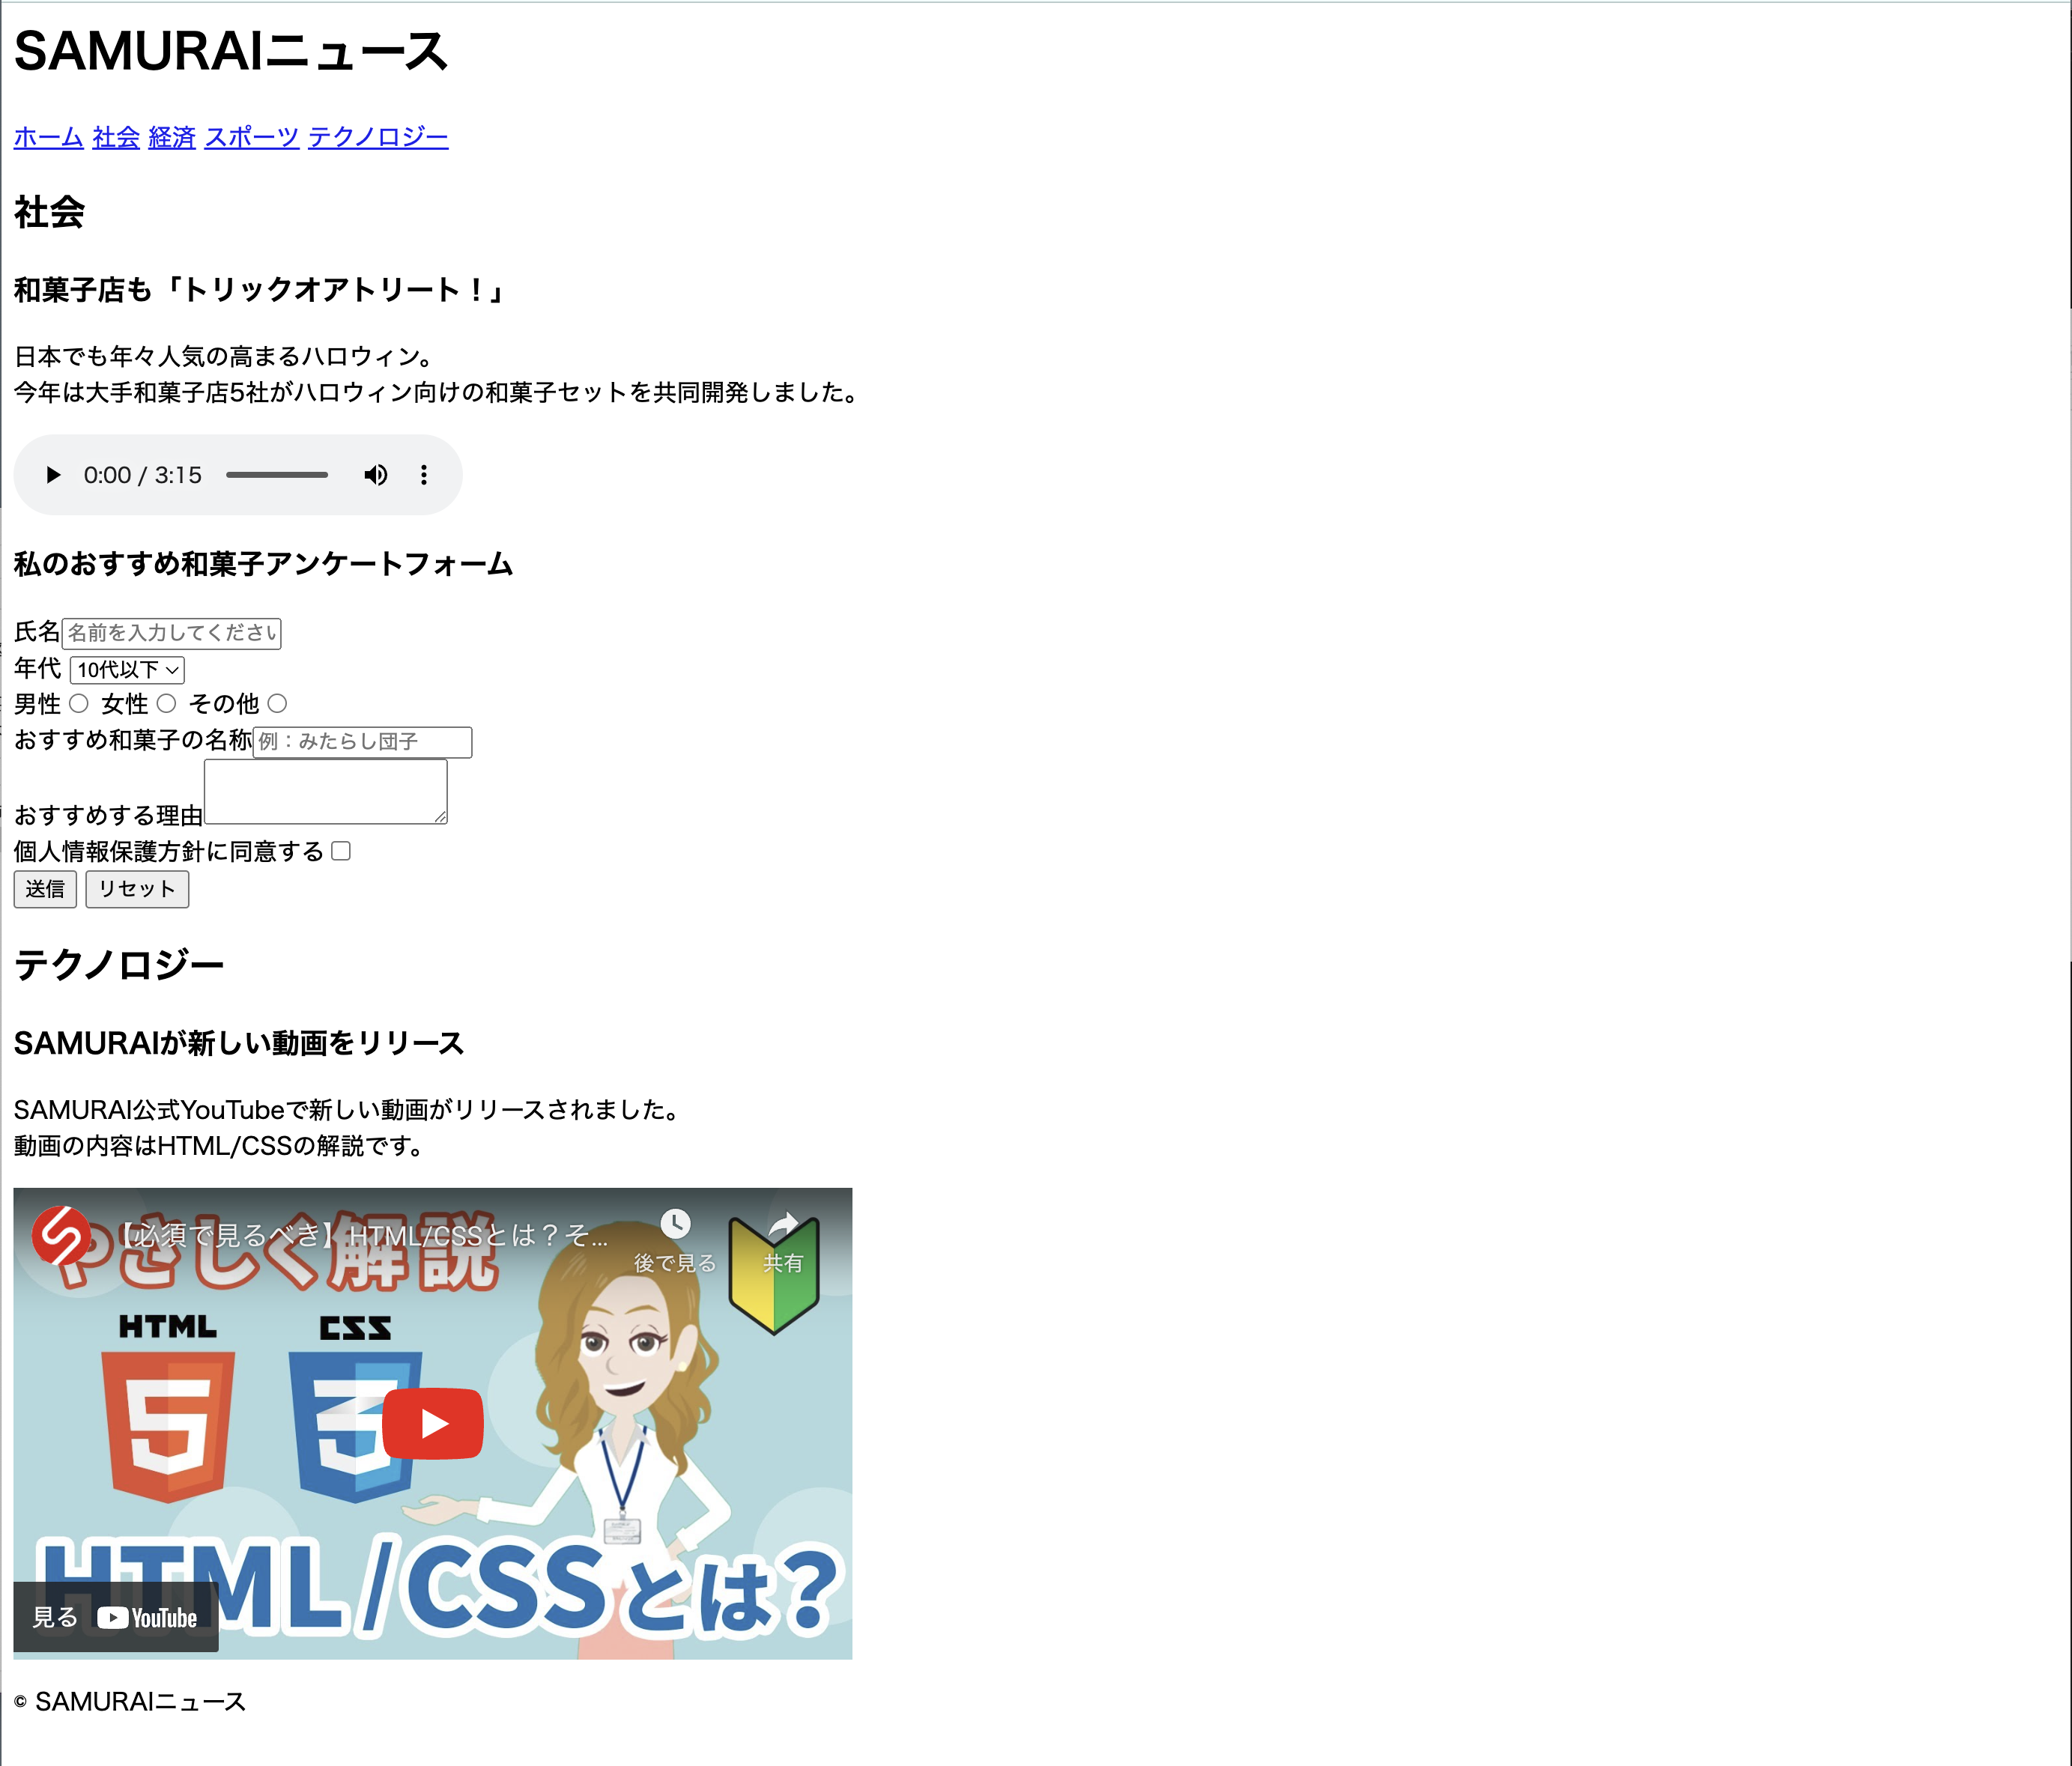 SAMURAIニュース
ホーム 社会 経済 スポーツ テクノロジー
社会
和菓子店も「トリックオアトリート！」
日本でも年々人気の高まるハロウィン。
今年は大手和菓子店5社がハロウィン向けの和菓子セットを共同開発しました。
0:00 / 3:15
私のおすすめ和菓子アンケートフォーム
氏名 名前を入力してください
年代 10代以下
男性 女性 その他
おすすめ和菓子の名称 例：みたらし団子
おすすめする理由
個人情報保護方針に同意する
送信 リセット
テクノロジー
SAMURAIが新しい動画をリリース
SAMURAI公式YouTubeで新しい動画がリリースされました。
動画の内容はHTML/CSSの解説です。
【必須で見るべき】HTML/CSSとは？そ...
後で見る 共有
やさしく解説
HTML CSS
5 3
HTML/CSSとは？
見る YouTube
© SAMURAIニュース